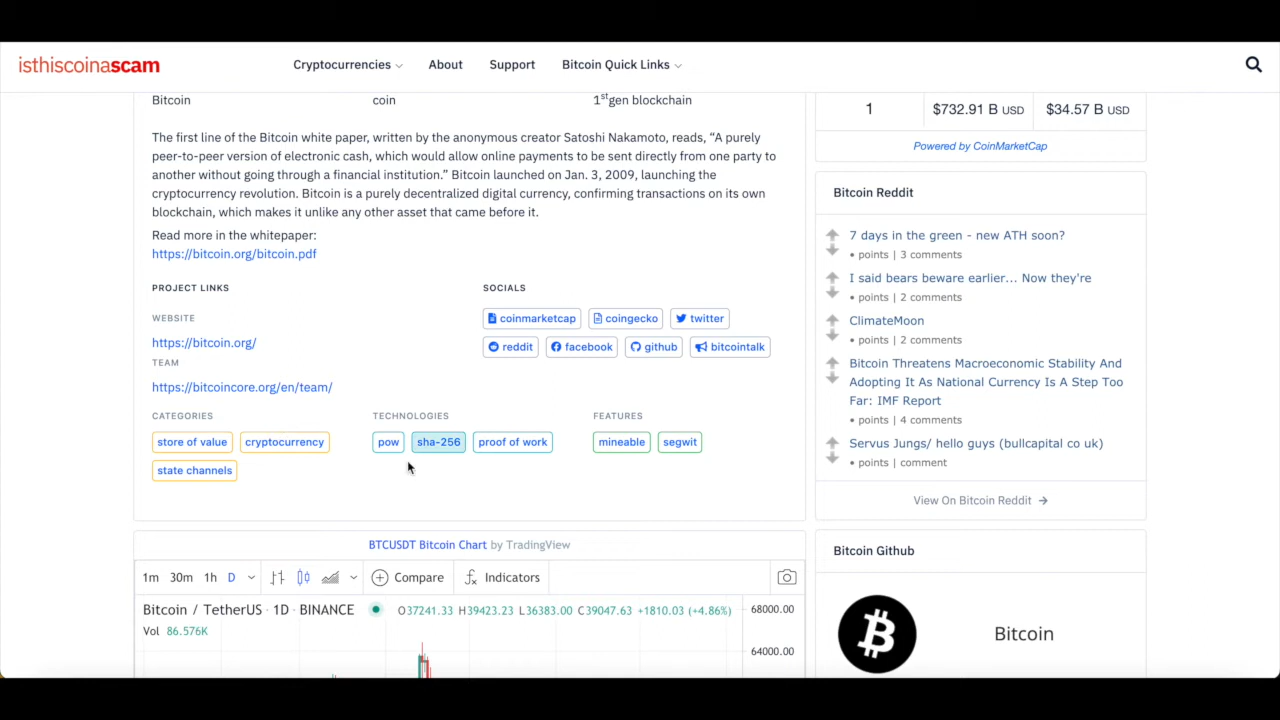 isthiscoinascam
Cryptocurrencies
About
Support
Bitcoin Quick Links
Bitcoin
coin
1st gen blockchain
The first line of the Bitcoin white paper, written by the anonymous creator Satoshi Nakamoto, reads, “A purely
peer-to-peer version of electronic cash, which would allow online payments to be sent directly from one party to
another without going through a financial institution.” Bitcoin launched on Jan. 3, 2009, launching the
cryptocurrency revolution. Bitcoin is a purely decentralized digital currency, confirming transactions on its own
blockchain, which makes it unlike any other asset that came before it.
Read more in the whitepaper:
https://bitcoin.org/bitcoin.pdf
PROJECT LINKS
WEBSITE
https://bitcoin.org/
TEAM
https://bitcoincore.org/en/team/
SOCIALS
coinmarketcap
coingecko
twitter
reddit
facebook
github
bitcointalk
CATEGORIES
store of value
cryptocurrency
state channels
TECHNOLOGIES
pow
sha-256
proof of work
FEATURES
mineable
segwit
BTCUSDT Bitcoin Chart by TradingView
1m 30m 1h D
Compare
Indicators
Bitcoin / TetherUS · 1D · BINANCE
O37241.33 H39423.23 L36383.00 C39047.63 +1810.03 (+4.86%)
Vol 86.576K
68000.00
64000.00
1
$732.91 B USD
$34.57 B USD
Powered by CoinMarketCap
Bitcoin Reddit
7 days in the green - new ATH soon?
• points | 3 comments
I said bears beware earlier... Now they're
• points | 2 comments
ClimateMoon
• points | 2 comments
Bitcoin Threatens Macroeconomic Stability And
Adopting It As National Currency Is A Step Too
Far: IMF Report
• points | 4 comments
Servus Jungs/ hello guys (bullcapital co uk)
• points | comment
View On Bitcoin Reddit →
Bitcoin Github
Bitcoin